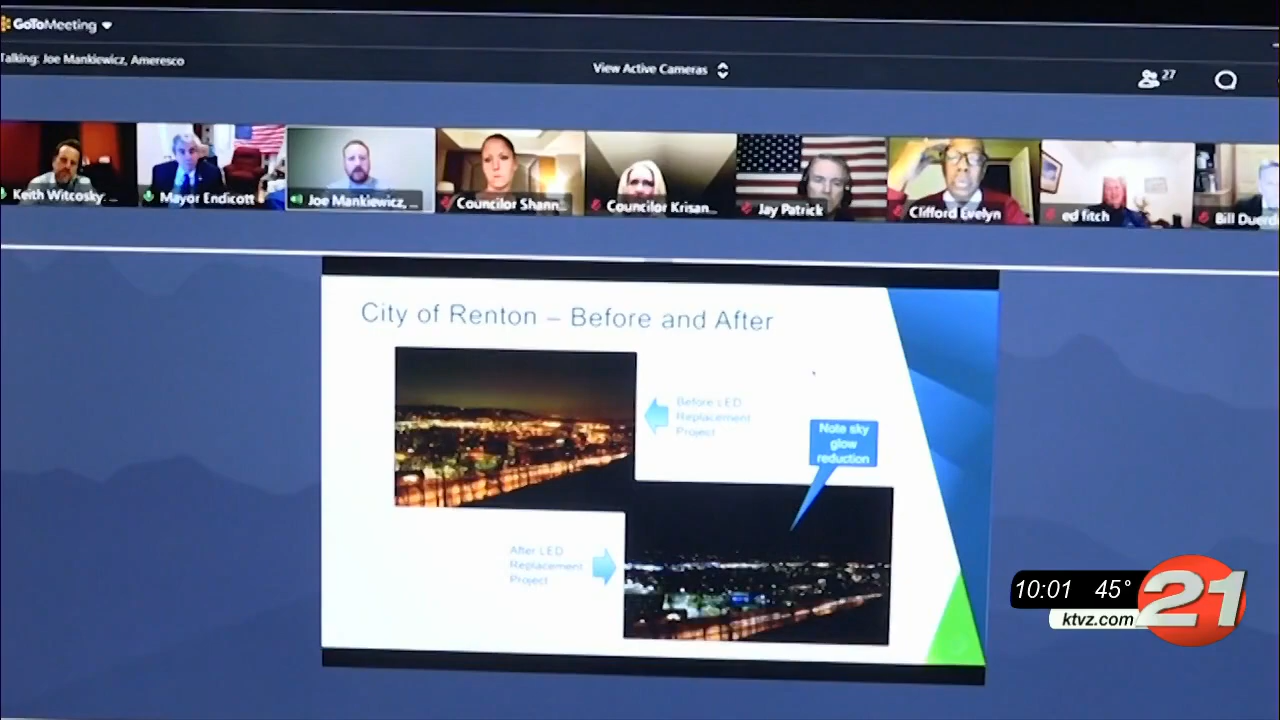 GoToMeeting
Talking: Joe Mankiewicz, Ameresco
View Active Cameras
27
Keith Witcosky ...
Mayor Endicott
Joe Mankiewicz, ...
Councilor Shann...
Councilor Krisan...
Jay Patrick
Clifford Evelyn
ed fitch
City of Renton – Before and After
Before LED
Replacement
Project
Note sky
glow
reduction
After LED
Replacement
Project
10:01 45°
21
ktvz.com